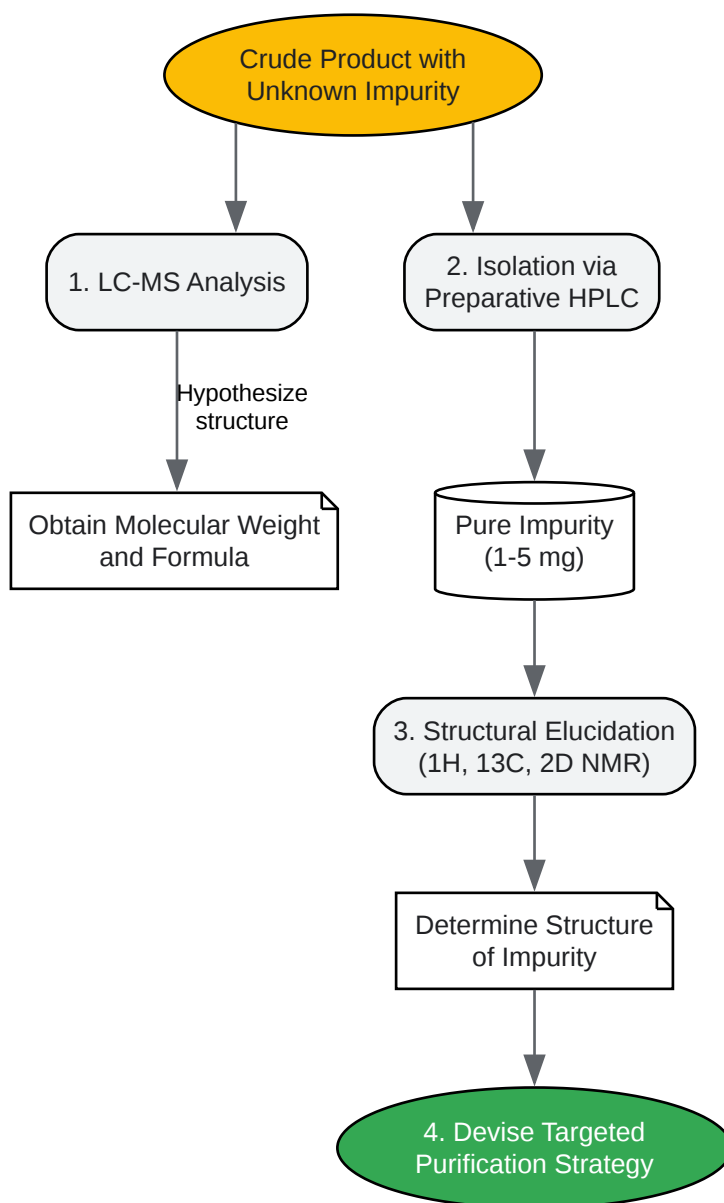 Crude Product with
Unknown Impurity
1. LC-MS Analysis
2. Isolation via
Preparative HPLC
Hypothesize
structure
Obtain Molecular Weight
and Formula
Pure Impurity
(1-5 mg)
3. Structural Elucidation
(1H, 13C, 2D NMR)
Determine Structure
of Impurity
4. Devise Targeted
Purification Strategy